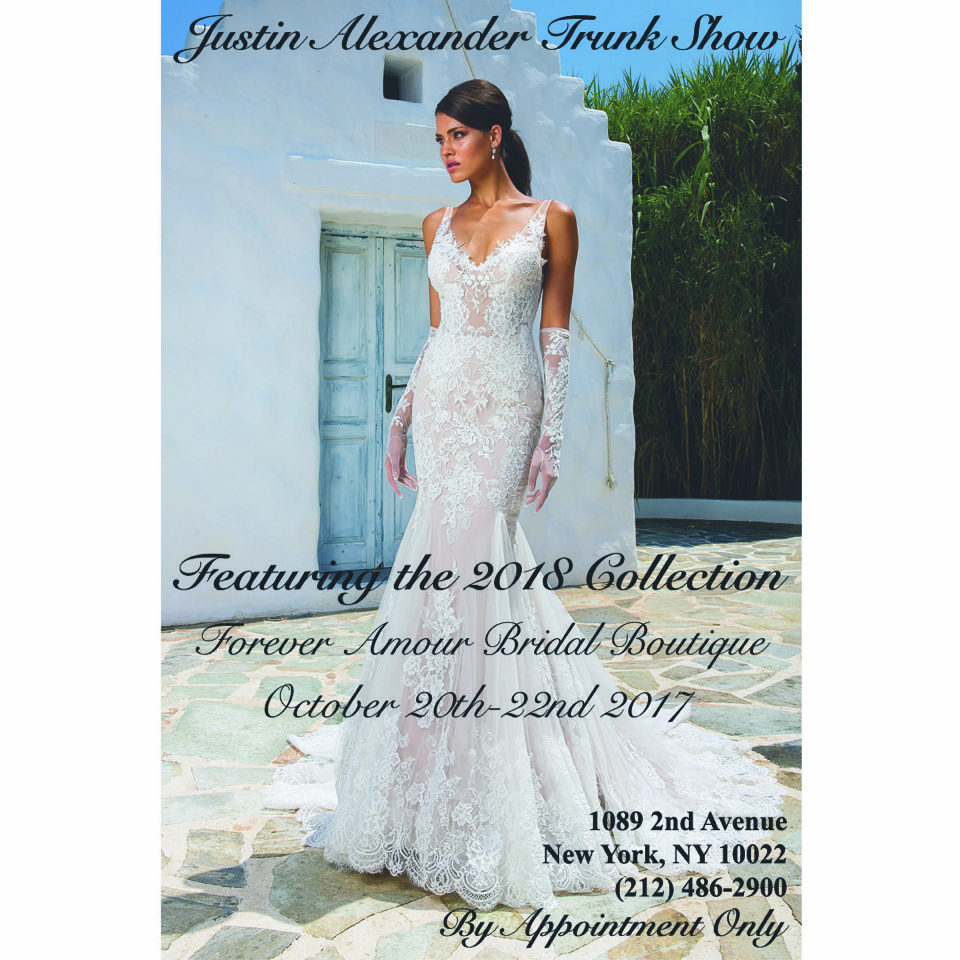 Justin Alexander Trunk Show
Featuring the 2018 Collection
Forever Amour Bridal Boutique
October 20th-22nd 2017
1089 2nd Avenue
New York, NY 10022
(212) 486-2900
By Appointment Only